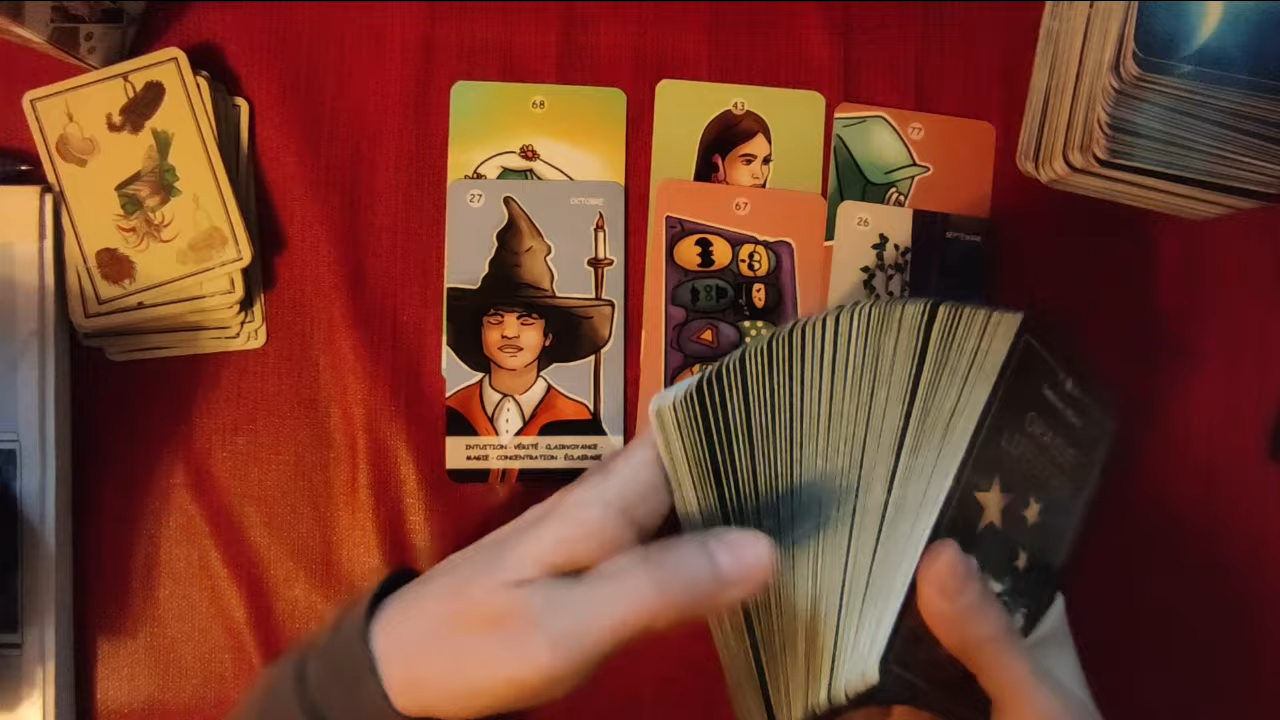 68
43
77
27
OCTOBRE
67
26
SEPTEMBRE
INTUITION - VÉRITÉ - CLAIRVOYANCE -
MAGIE - CONCENTRATION - ÉCLAIRAGE